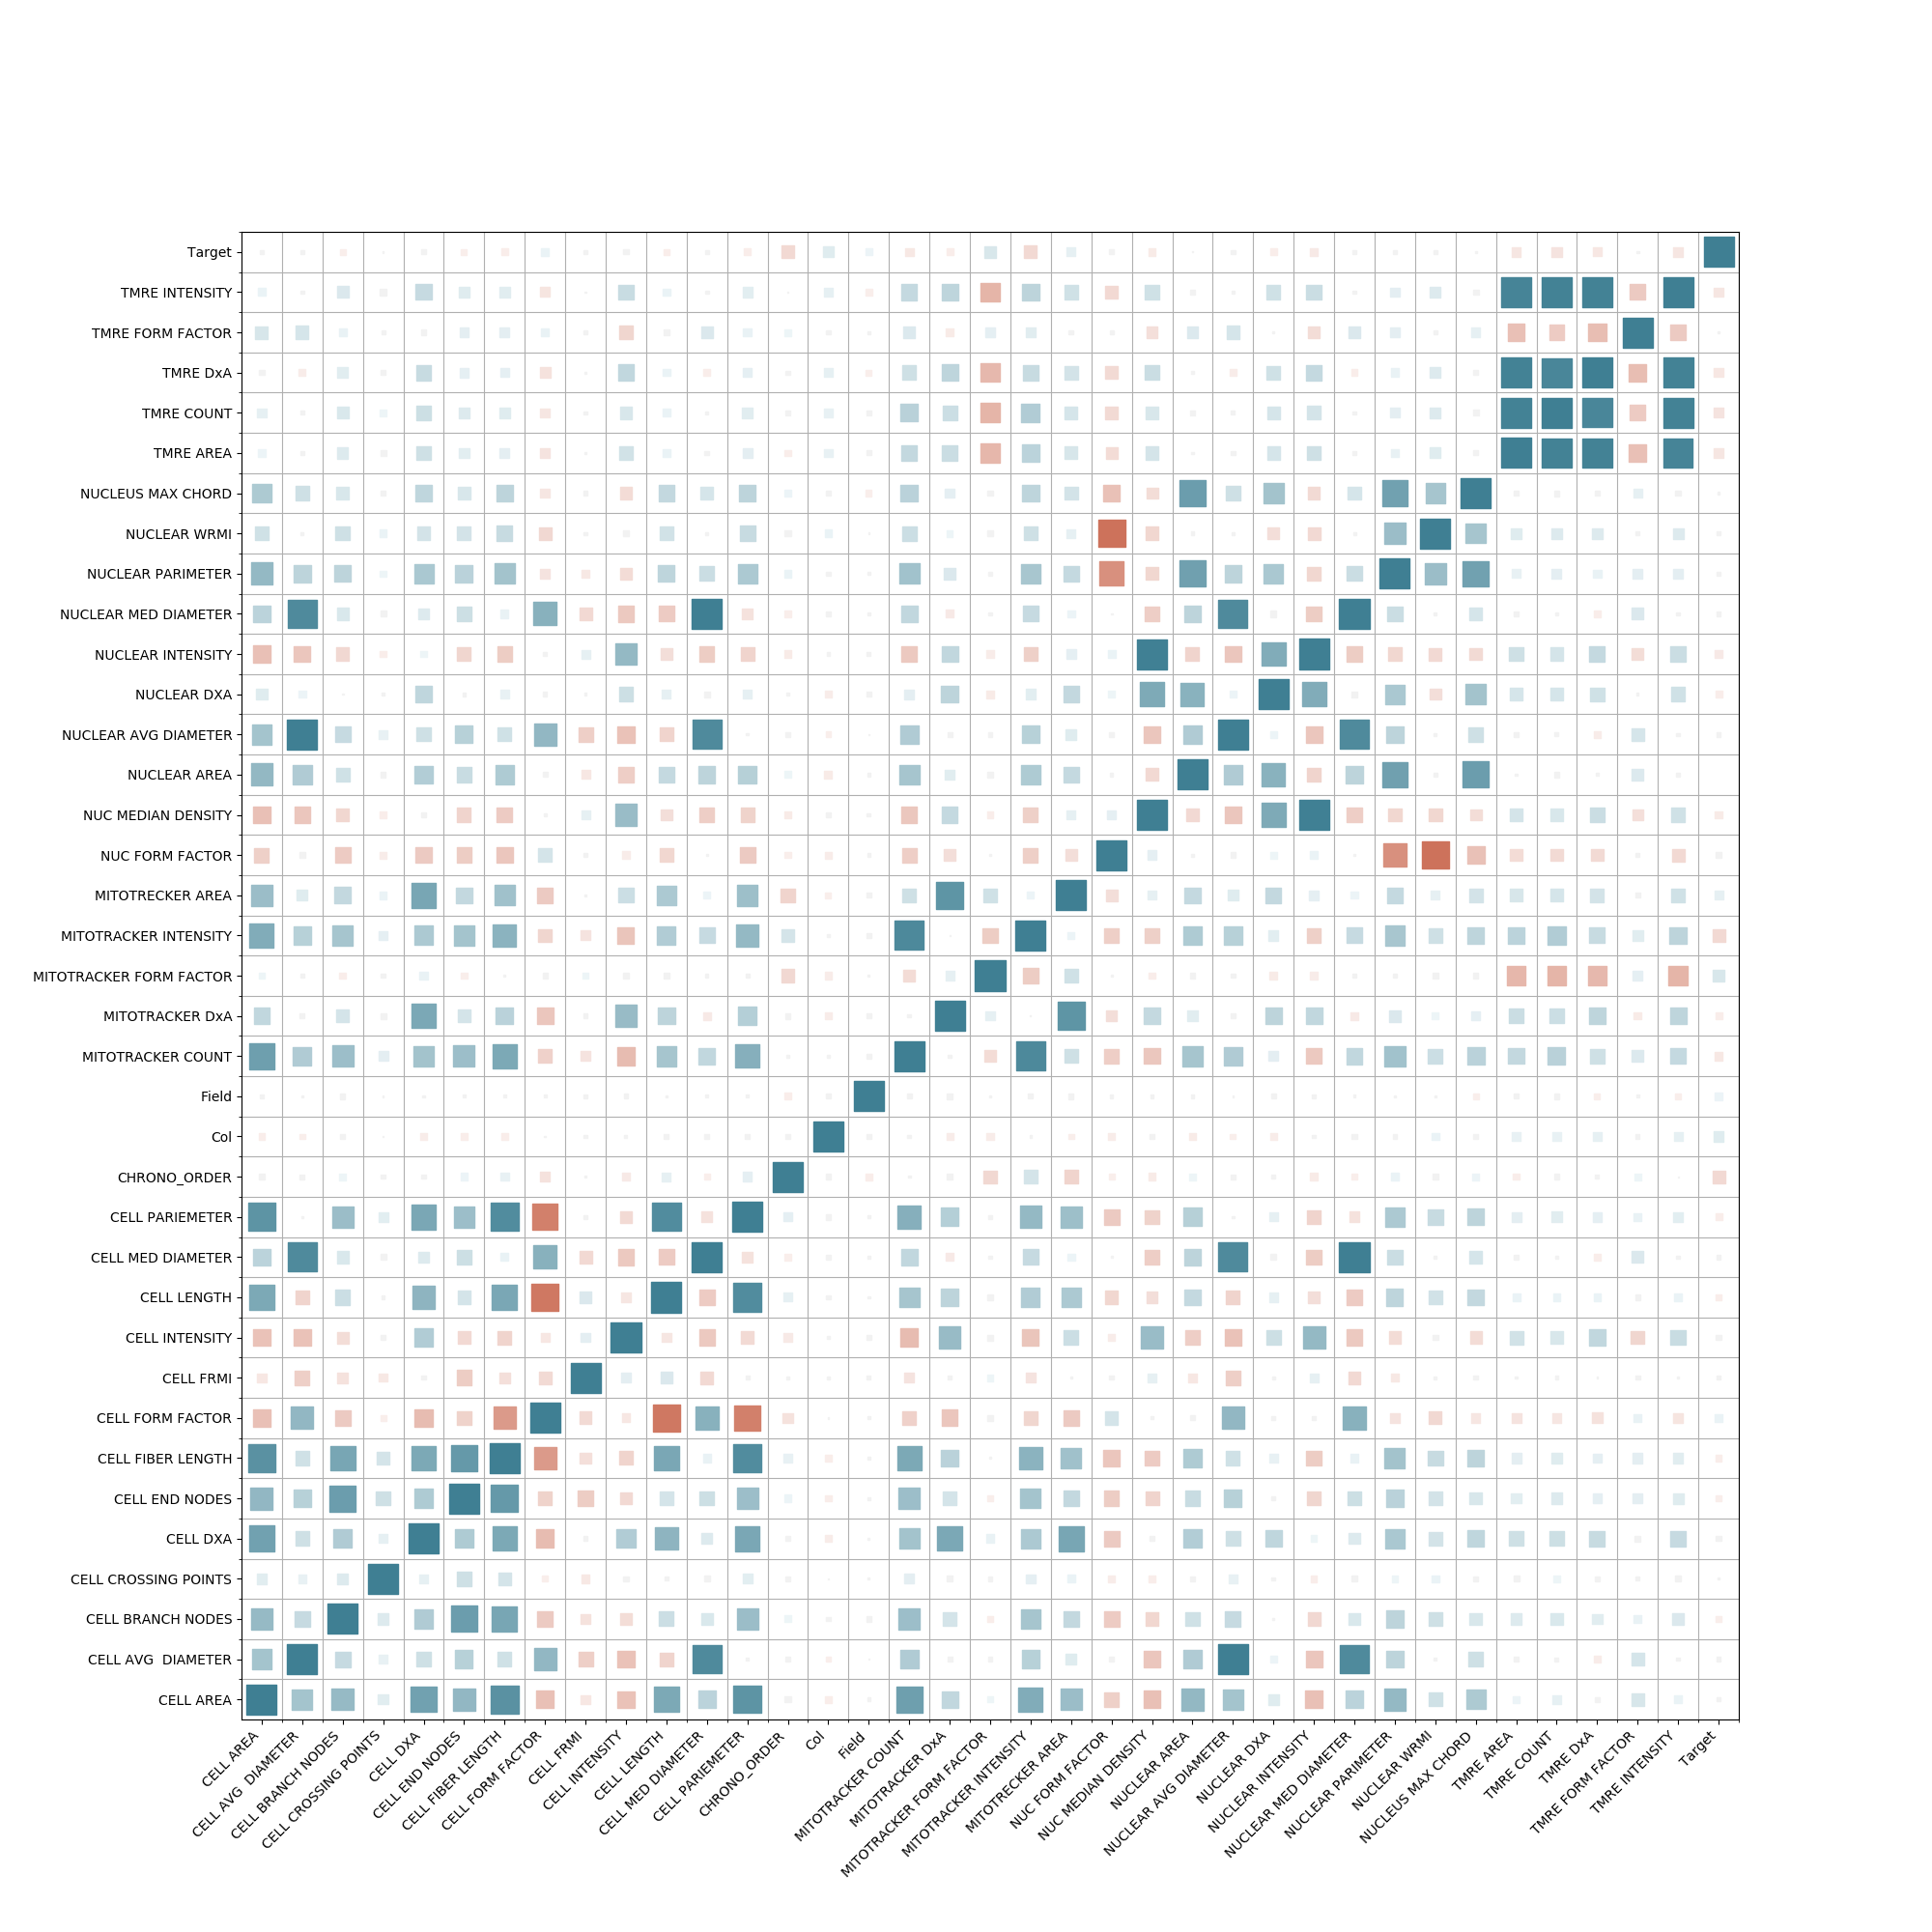 Target
TMRE INTENSITY
TMRE FORM FACTOR
TMRE DxA
TMRE COUNT
TMRE AREA
NUCLEUS MAX CHORD
NUCLEAR WRMI
NUCLEAR PARIMETER
NUCLEAR MED DIAMETER
NUCLEAR INTENSITY
NUCLEAR DXA
NUCLEAR AVG DIAMETER
NUCLEAR AREA
NUC MEDIAN DENSITY
NUC FORM FACTOR
MITOTRECKER AREA
MITOTRACKER INTENSITY
MITOTRACKER FORM FACTOR
MITOTRACKER DxA
MITOTRACKER COUNT
Field
Col
CHRONO_ORDER
CELL PARIEMETER
CELL MED DIAMETER
CELL LENGTH
CELL INTENSITY
CELL FRMI
CELL FORM FACTOR
CELL FIBER LENGTH
CELL END NODES
CELL DXA
CELL CROSSING POINTS
CELL BRANCH NODES
CELL AVG  DIAMETER
CELL AREA
CELL AREA
CELL AVG  DIAMETER
CELL BRANCH NODES
CELL CROSSING POINTS
CELL DXA
CELL END NODES
CELL FIBER LENGTH
CELL FORM FACTOR
CELL FRMI
CELL INTENSITY
CELL LENGTH
CELL MED DIAMETER
CELL PARIEMETER
CHRONO_ORDER
Col
Field
MITOTRACKER COUNT
MITOTRACKER DxA
MITOTRACKER FORM FACTOR
MITOTRACKER INTENSITY
MITOTRECKER AREA
NUC FORM FACTOR
NUC MEDIAN DENSITY
NUCLEAR AREA
NUCLEAR AVG DIAMETER
NUCLEAR DXA
NUCLEAR INTENSITY
NUCLEAR MED DIAMETER
NUCLEAR PARIMETER
NUCLEAR WRMI
NUCLEUS MAX CHORD
TMRE AREA
TMRE COUNT
TMRE DxA
TMRE FORM FACTOR
TMRE INTENSITY
Target